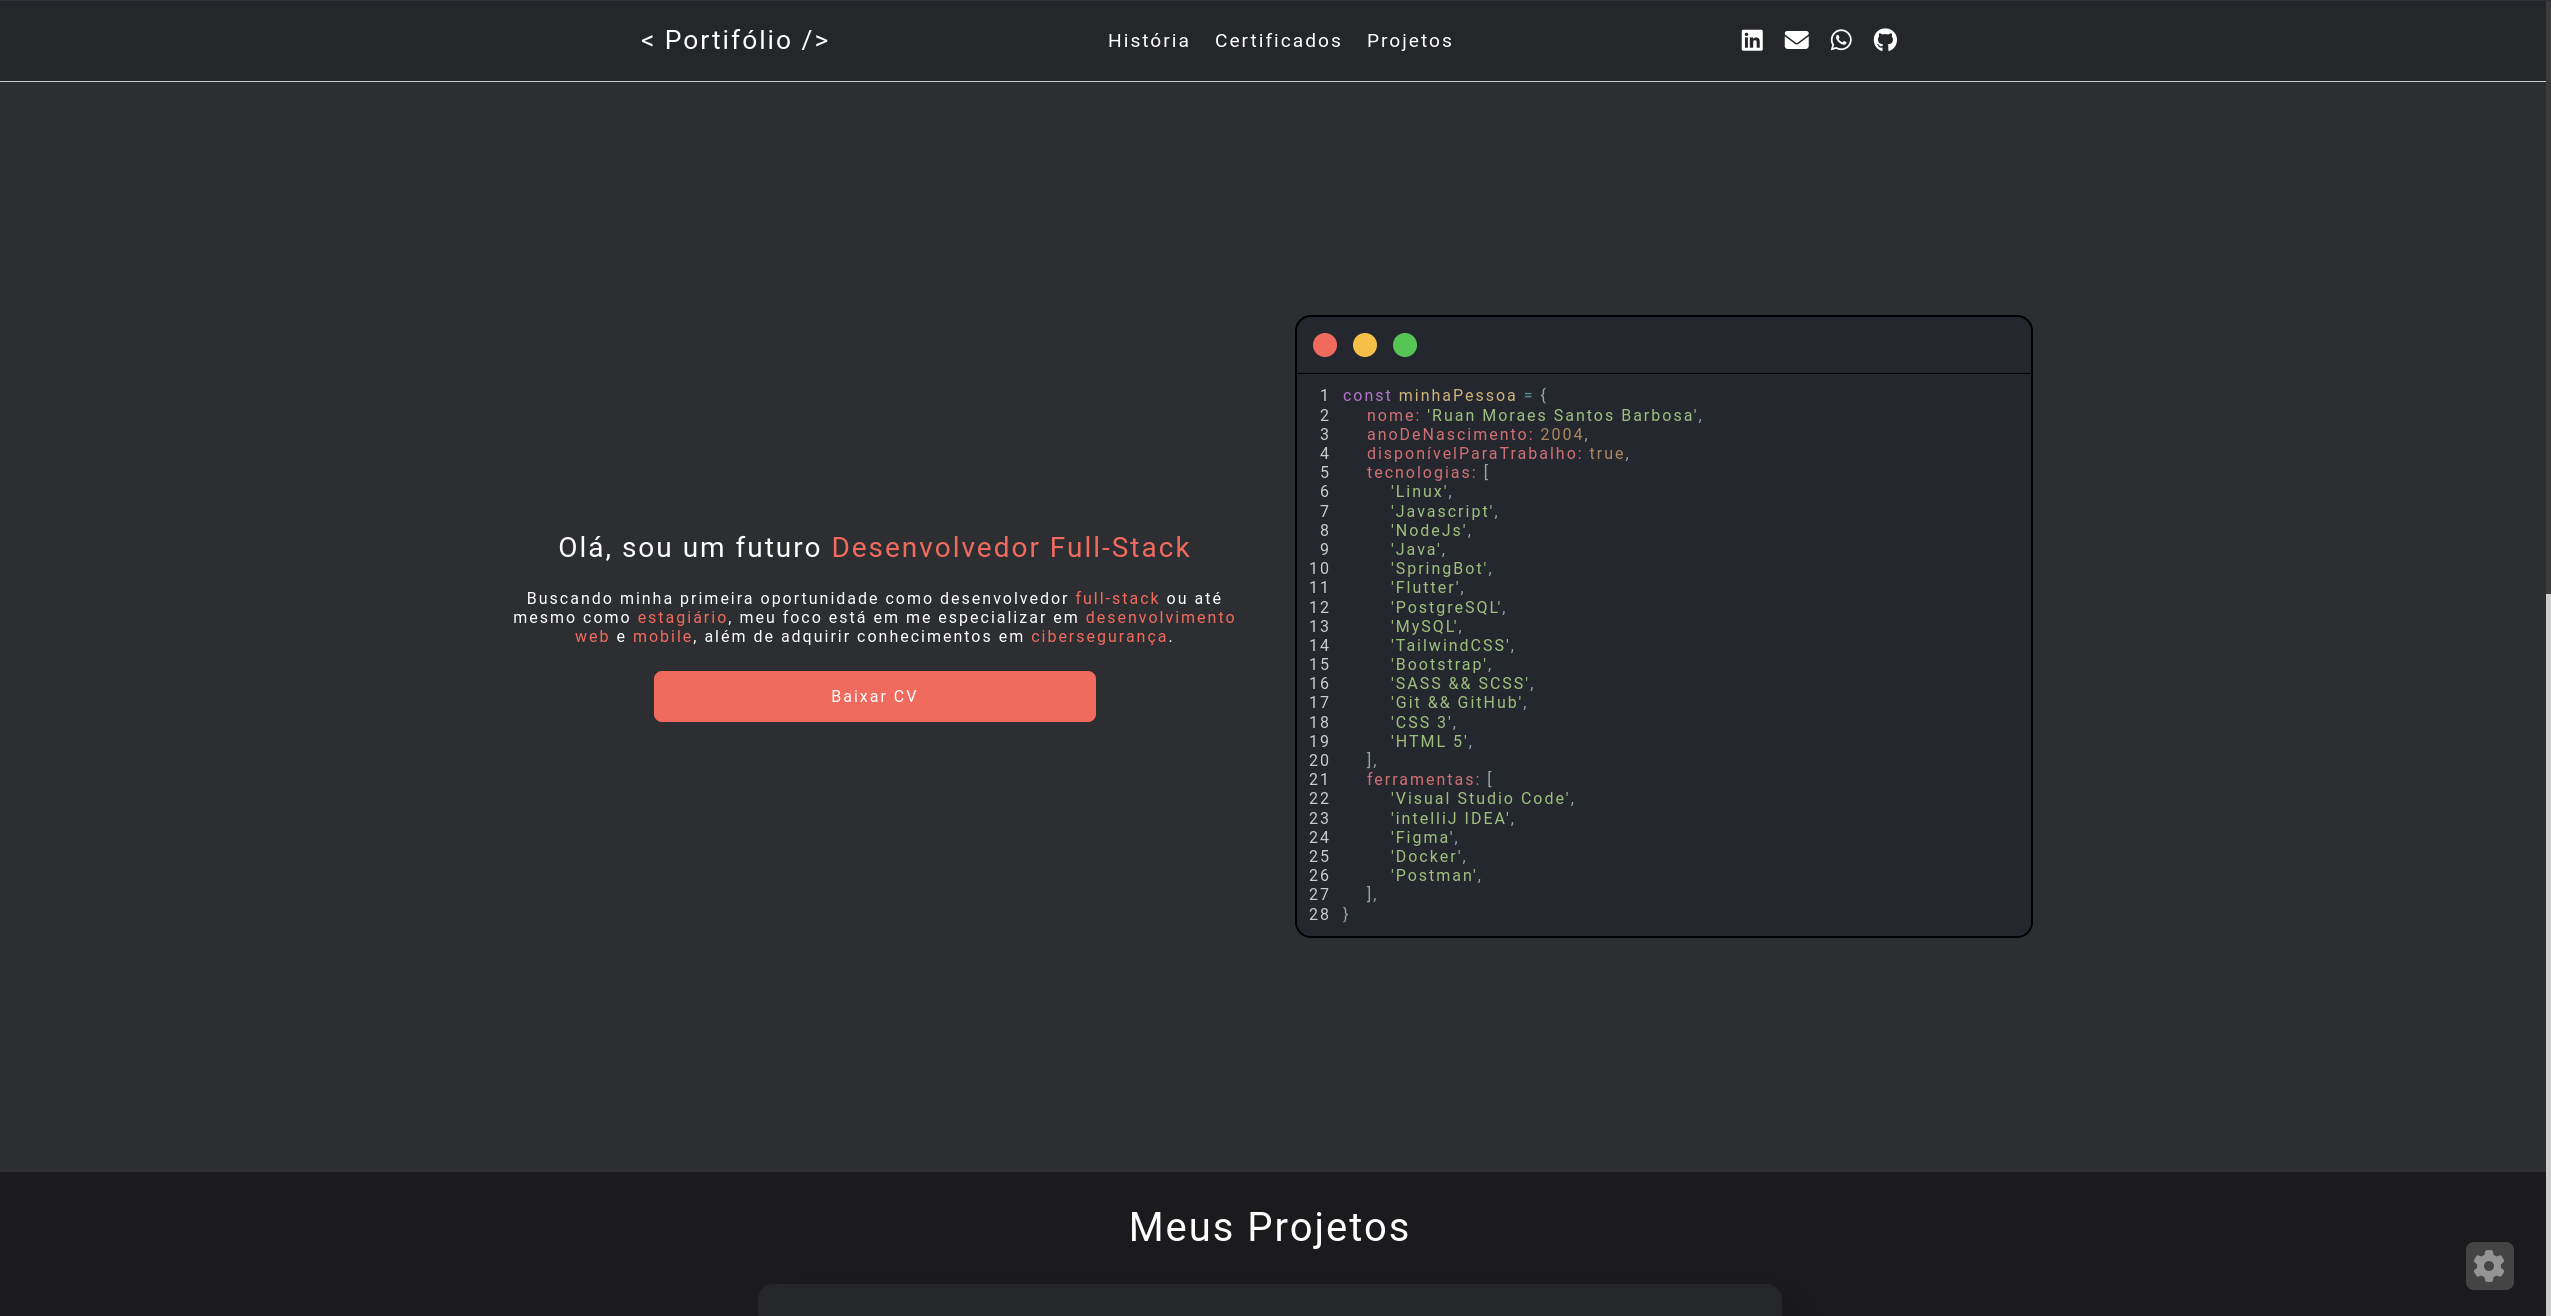 < Portifólio />
História Certificados Projetos
Olá, sou um futuro Desenvolvedor Full-Stack
Buscando minha primeira oportunidade como desenvolvedor full-stack ou até
mesmo como estagiário, meu foco está em me especializar em desenvolvimento
web e mobile, além de adquirir conhecimentos em cibersegurança.
Baixar CV
1 const minhaPessoa = {
2 nome: 'Ruan Moraes Santos Barbosa',
3 anoDeNascimento: 2004,
4 disponívelParaTrabalho: true,
5 tecnologias: [
6 'Linux',
7 'Javascript',
8 'NodeJs',
9 'Java',
10 'SpringBot',
11 'Flutter',
12 'PostgreSQL',
13 'MySQL',
14 'TailwindCSS',
15 'Bootstrap',
16 'SASS && SCSS',
17 'Git && GitHub',
18 'CSS 3',
19 'HTML 5',
20 ],
21 ferramentas: [
22 'Visual Studio Code',
23 'intelliJ IDEA',
24 'Figma',
25 'Docker',
26 'Postman',
27 ],
28 }
Meus Projetos